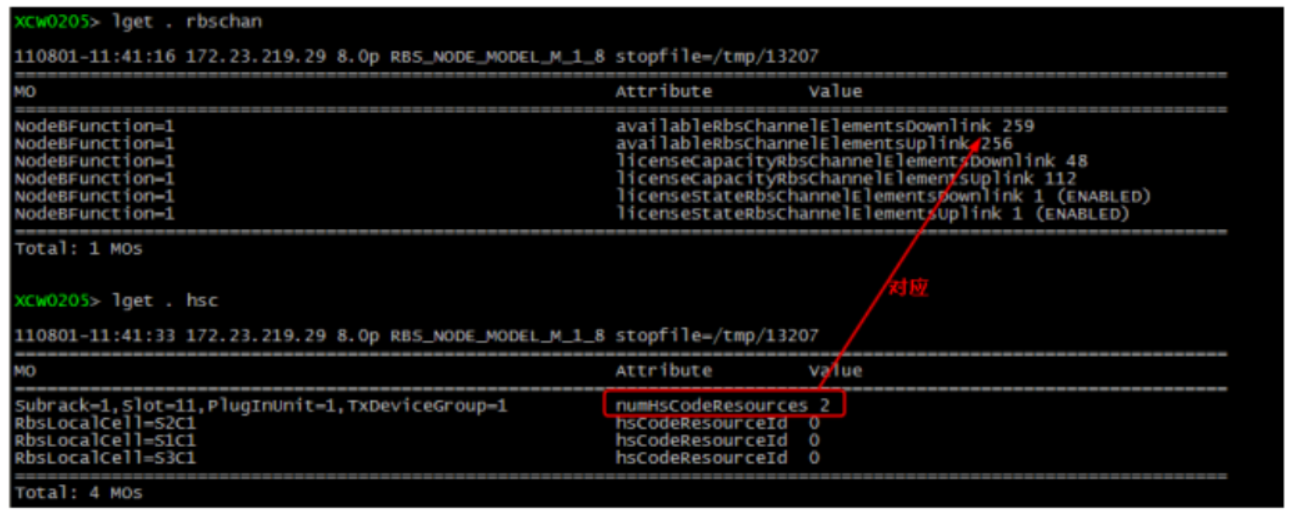 XCW0205> lget . rbschan
110801-11:41:16 172.23.219.29 8.0p RBS_NODE_MODEL_M_1_8 stopfile=/tmp/13207
MO Attribute Value
NodeBFunction=1 availableRbsChannelElementsDownlink 259
NodeBFunction=1 availableRbsChannelElementsUplink 256
NodeBFunction=1 licenseCapacityRbsChannelElementsDownlink 48
NodeBFunction=1 licenseCapacityRbsChannelElementsUplink 112
NodeBFunction=1 licenseStateRbsChannelElementsDownlink 1 (ENABLED)
NodeBFunction=1 licenseStateRbsChannelElementsUplink 1 (ENABLED)
Total: 1 MOs
XCW0205> lget . hsc
对应
110801-11:41:33 172.23.219.29 8.0p RBS_NODE_MODEL_M_1_8 stopfile=/tmp/13207
MO Attribute Value
Subrack=1,Slot=11,PlugInUnit=1,TxDeviceGroup=1 numHsCodeResources 2
RbsLocalCell=S2C1 hsCodeResourceId 0
RbsLocalCell=S1C1 hsCodeResourceId 0
RbsLocalCell=S3C1 hsCodeResourceId 0
Total: 4 MOs